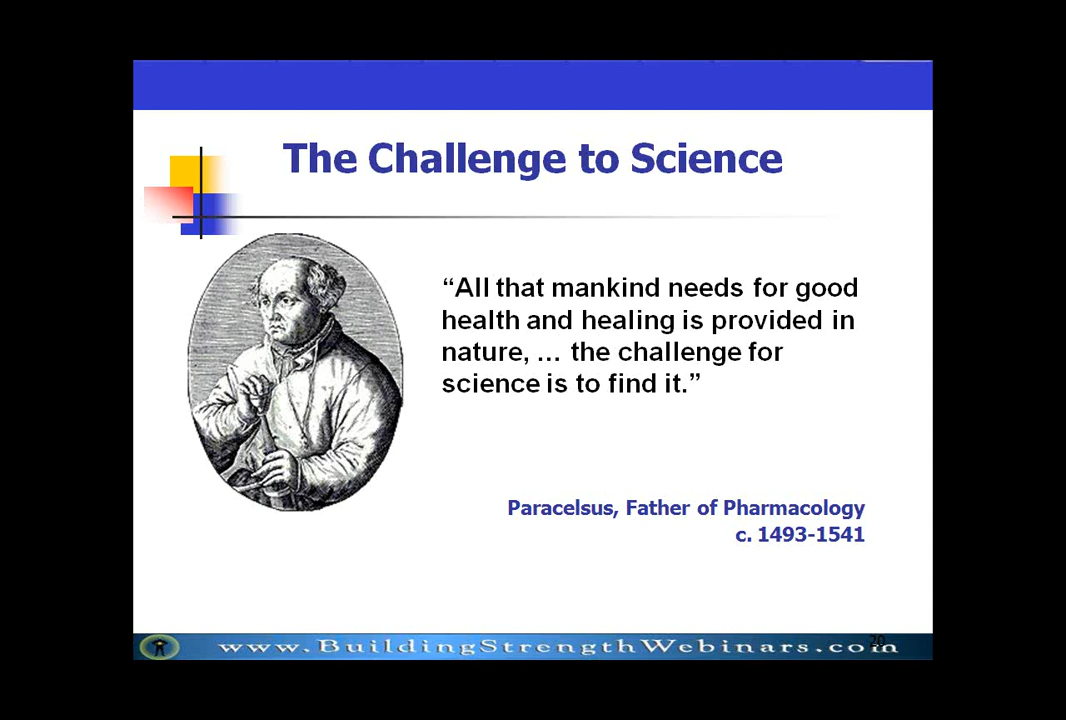 The Challenge to Science
“All that mankind needs for good
health and healing is provided in
nature, … the challenge for
science is to find it.”
Paracelsus, Father of Pharmacology
c. 1493-1541
20
www.BuildingStrengthWebinars.com